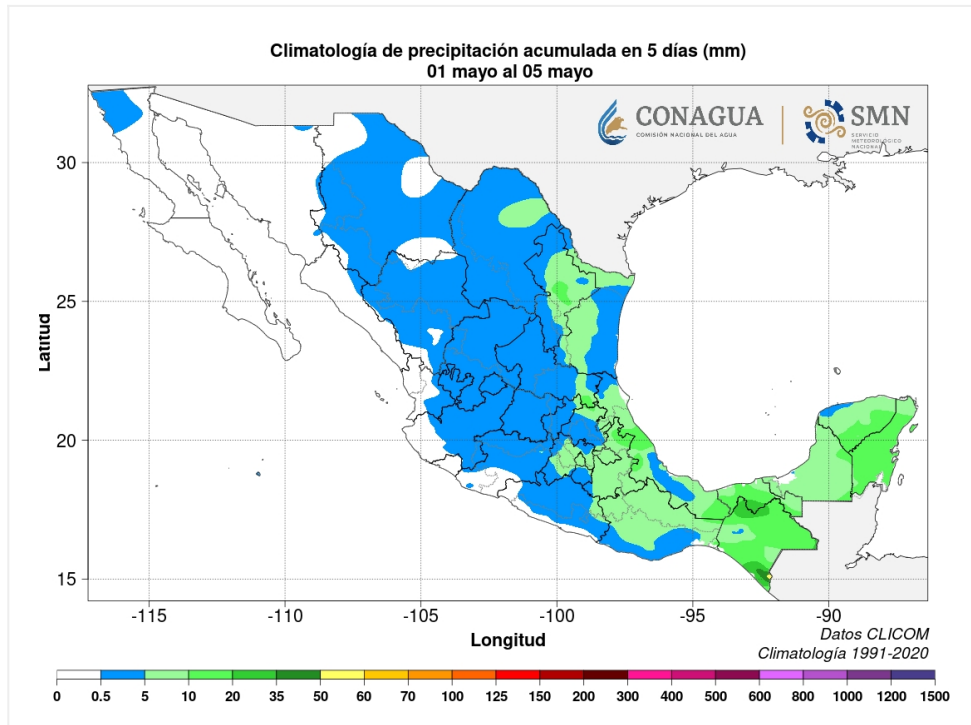 Climatología de precipitación acumulada en 5 días (mm)
01 mayo al 05 mayo
CONAGUA
COMISIÓN NACIONAL DEL AGUA
SMN
SERVICIO
METEOROLÓGICO
NACIONAL
30
25
20
15
Latitud
-115 -110 -105 -100 -95 -90
Longitud
Datos CLICOM
Climatología 1991-2020
0 0.5 5 10 20 35 50 60 70 100 125 150 200 300 400 500 600 800 1000 1200 1500